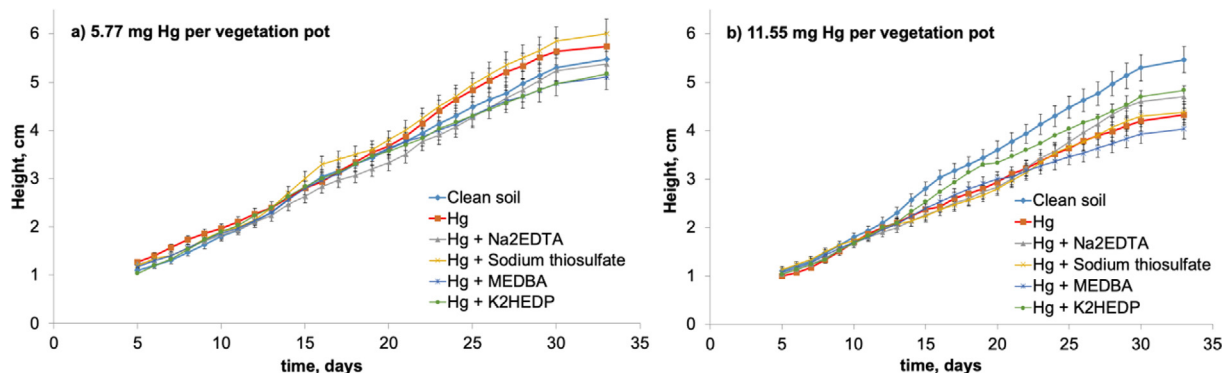 a) 5.77 mg Hg per vegetation pot
6
5
4
3
2
1
0
Height, cm
Clean soil
Hg
Hg + Na2EDTA
Hg + Sodium thiosulfate
Hg + MEDBA
Hg + K2HEDP
0 5 10 15 20 25 30 35
time, days
b) 11.55 mg Hg per vegetation pot
6
5
4
3
2
1
0
Height, cm
Clean soil
Hg
Hg + Na2EDTA
Hg + Sodium thiosulfate
Hg + MEDBA
Hg + K2HEDP
0 5 10 15 20 25 30 35
time, days